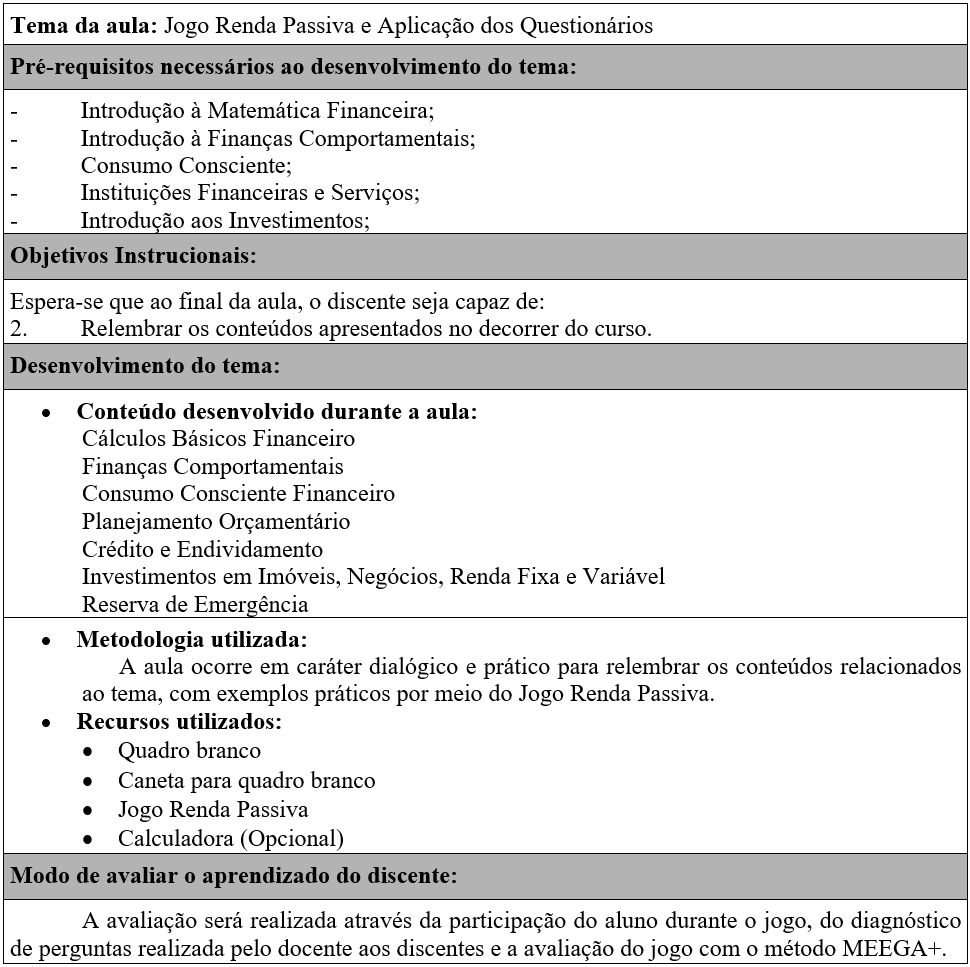 Tema da aula: Jogo Renda Passiva e Aplicação dos Questionários
Pré-requisitos necessários ao desenvolvimento do tema:
- Introdução à Matemática Financeira;
- Introdução à Finanças Comportamentais;
- Consumo Consciente;
- Instituições Financeiras e Serviços;
- Introdução aos Investimentos;
Objetivos Instrucionais:
Espera-se que ao final da aula, o discente seja capaz de:
2. Relembrar os conteúdos apresentados no decorrer do curso.
Desenvolvimento do tema:
• Conteúdo desenvolvido durante a aula:
Cálculos Básicos Financeiro
Finanças Comportamentais
Consumo Consciente Financeiro
Planejamento Orçamentário
Crédito e Endividamento
Investimentos em Imóveis, Negócios, Renda Fixa e Variável
Reserva de Emergência
• Metodologia utilizada:
A aula ocorre em caráter dialógico e prático para relembrar os conteúdos relacionados
ao tema, com exemplos práticos por meio do Jogo Renda Passiva.
• Recursos utilizados:
• Quadro branco
• Caneta para quadro branco
• Jogo Renda Passiva
• Calculadora (Opcional)
Modo de avaliar o aprendizado do discente:
A avaliação será realizada através da participação do aluno durante o jogo, do diagnóstico
de perguntas realizada pelo docente aos discentes e a avaliação do jogo com o método MEEGA+.